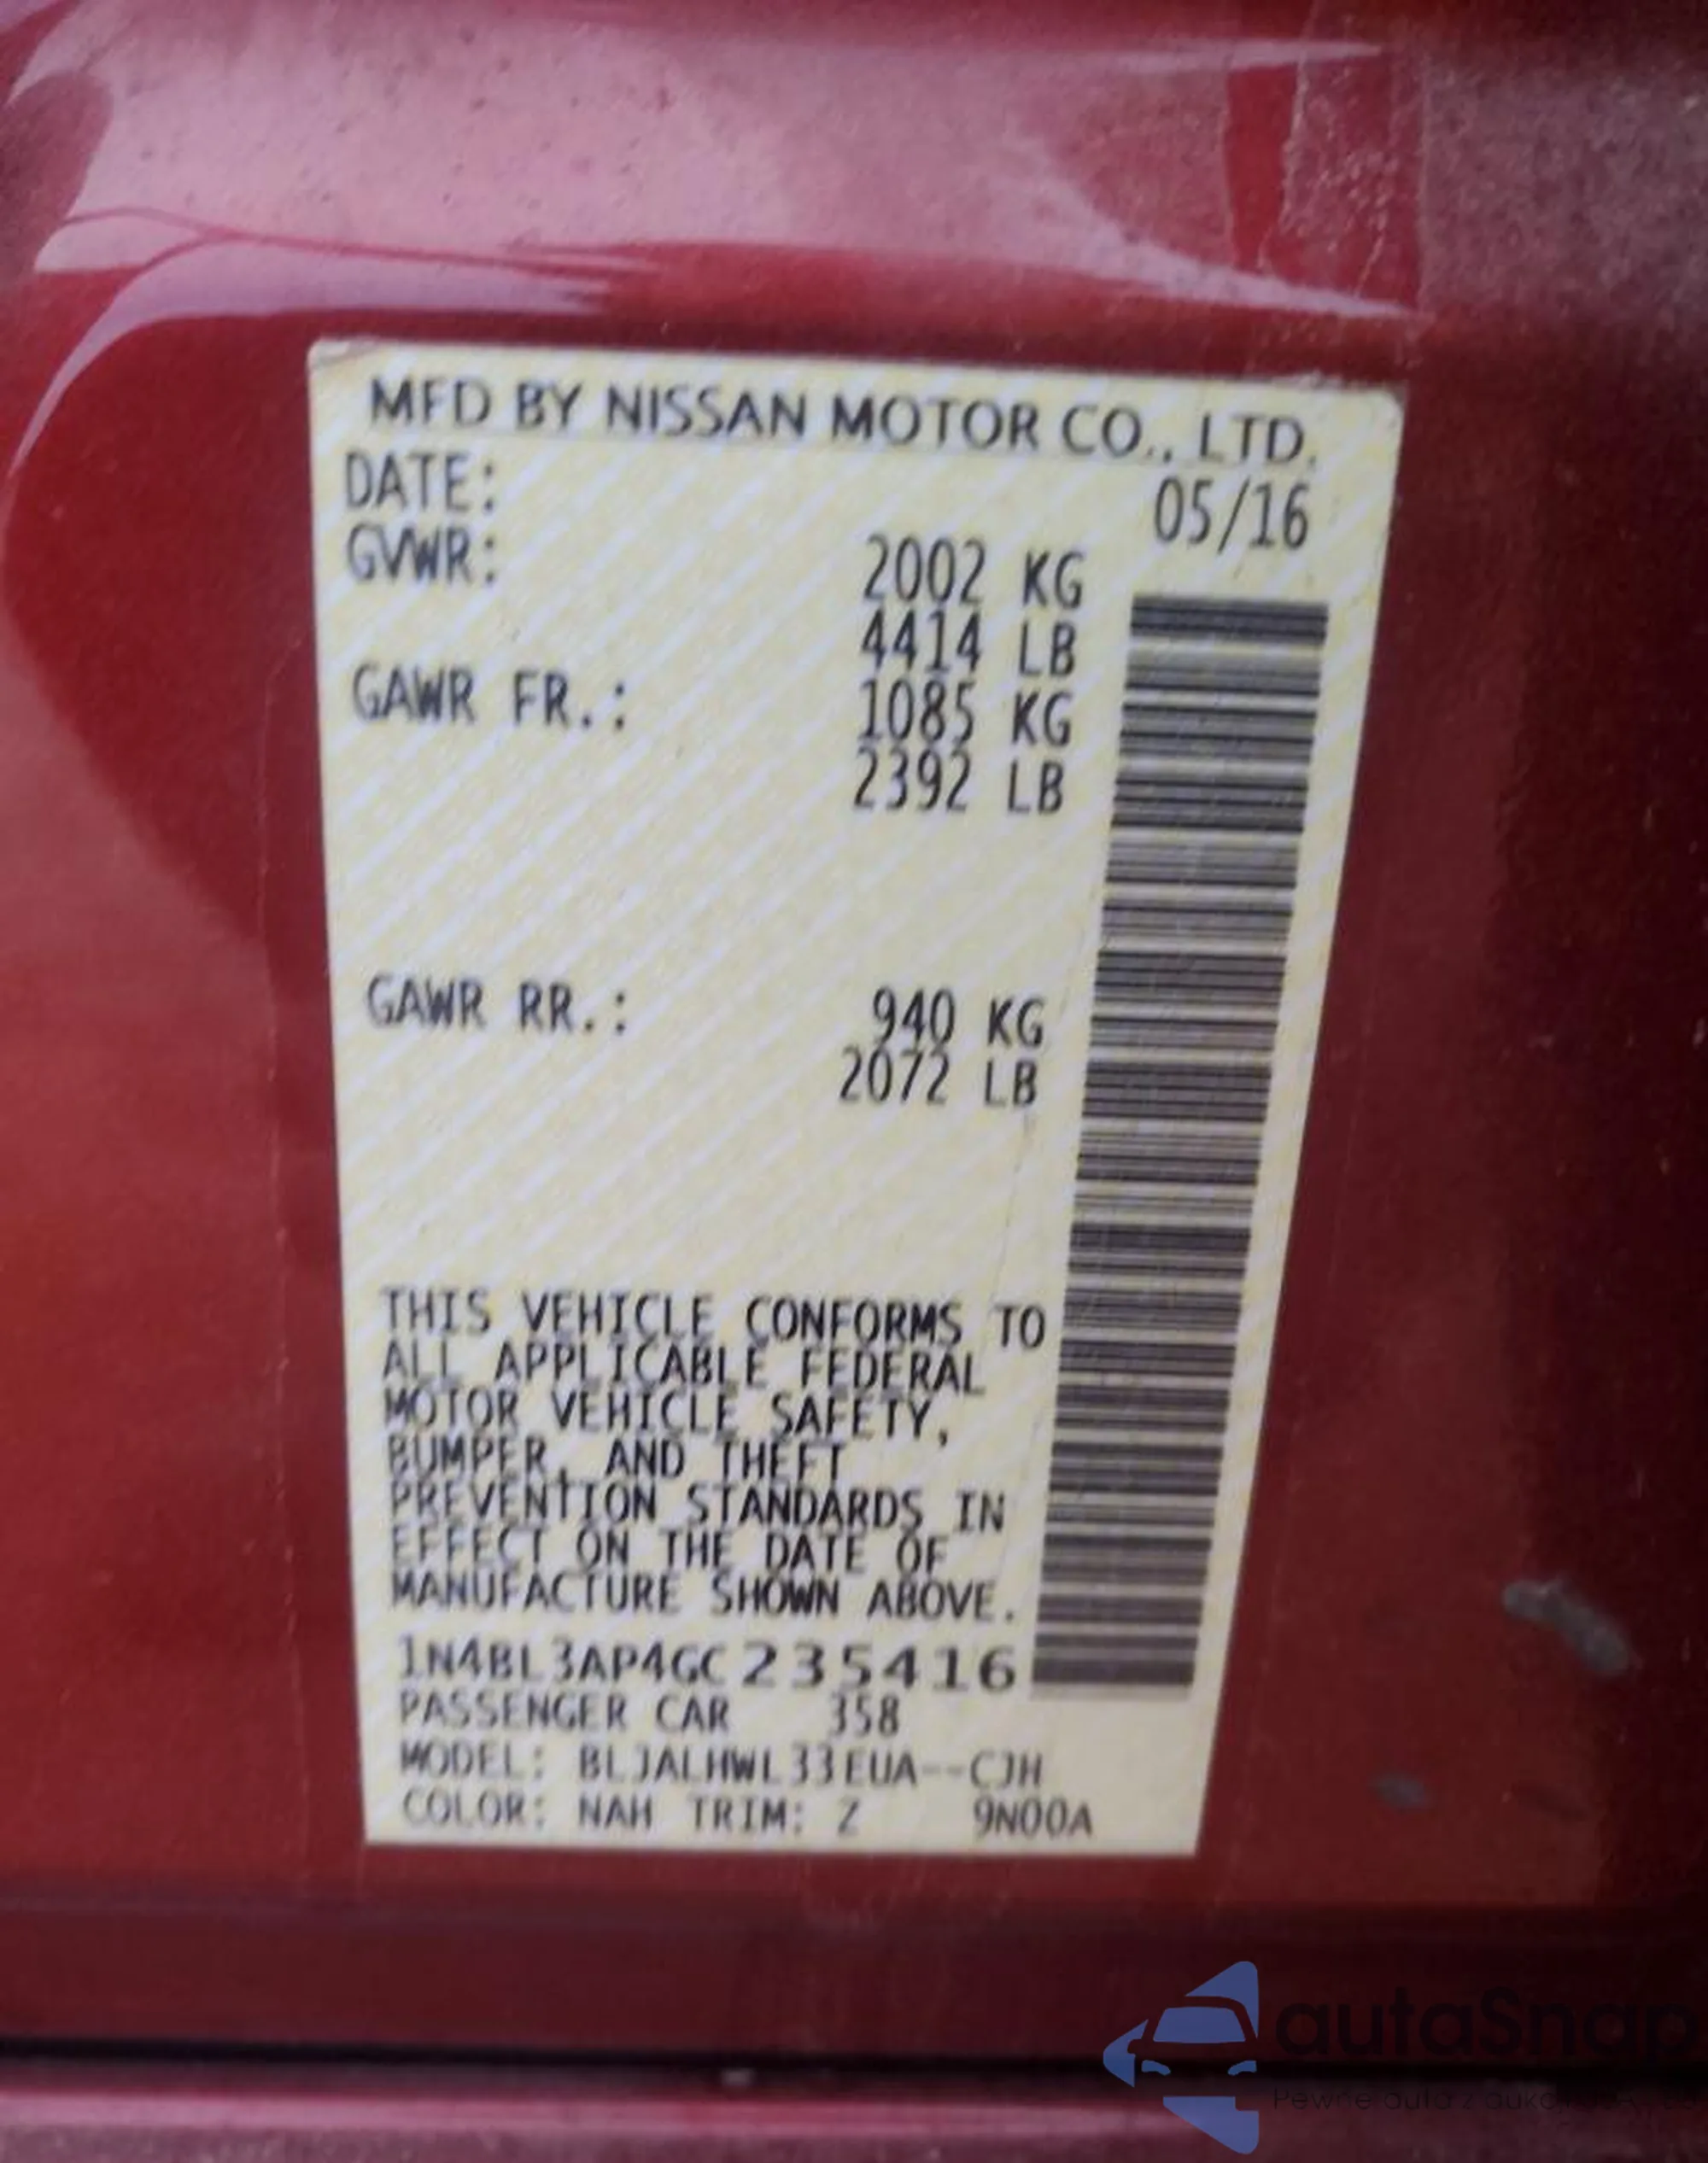 MFD BY NISSAN MOTOR CO., LTD.
DATE: 05/16
GVWR: 2002 KG
4414 LB
GAWR FR.: 1085 KG
2392 LB
GAWR RR.: 940 KG
2072 LB
THIS VEHICLE CONFORMS TO
ALL APPLICABLE FEDERAL
MOTOR VEHICLE SAFETY,
BUMPER, AND THEFT
PREVENTION STANDARDS IN
EFFECT ON THE DATE OF
MANUFACTURE SHOWN ABOVE.
1N4BL3AP4GC235416
PASSENGER CAR 358
MODEL: BLJALHWL33EUA--CJH
COLOR: NAH TRIM: Z 9N00A
autaSnap
Pewne auta z